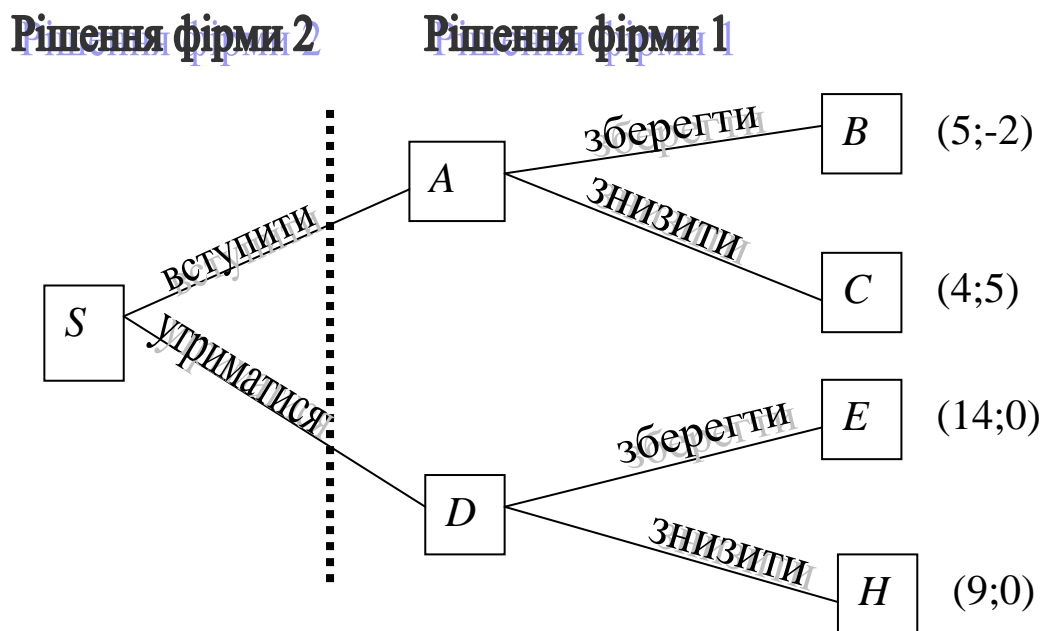 Рішення фірми 2 Рішення фірми 1
зберегти B (5;-2)
A
знизити
вступити
C (4;5)
S
утриматися
зберегти E (14;0)
D
знизити
H (9;0)